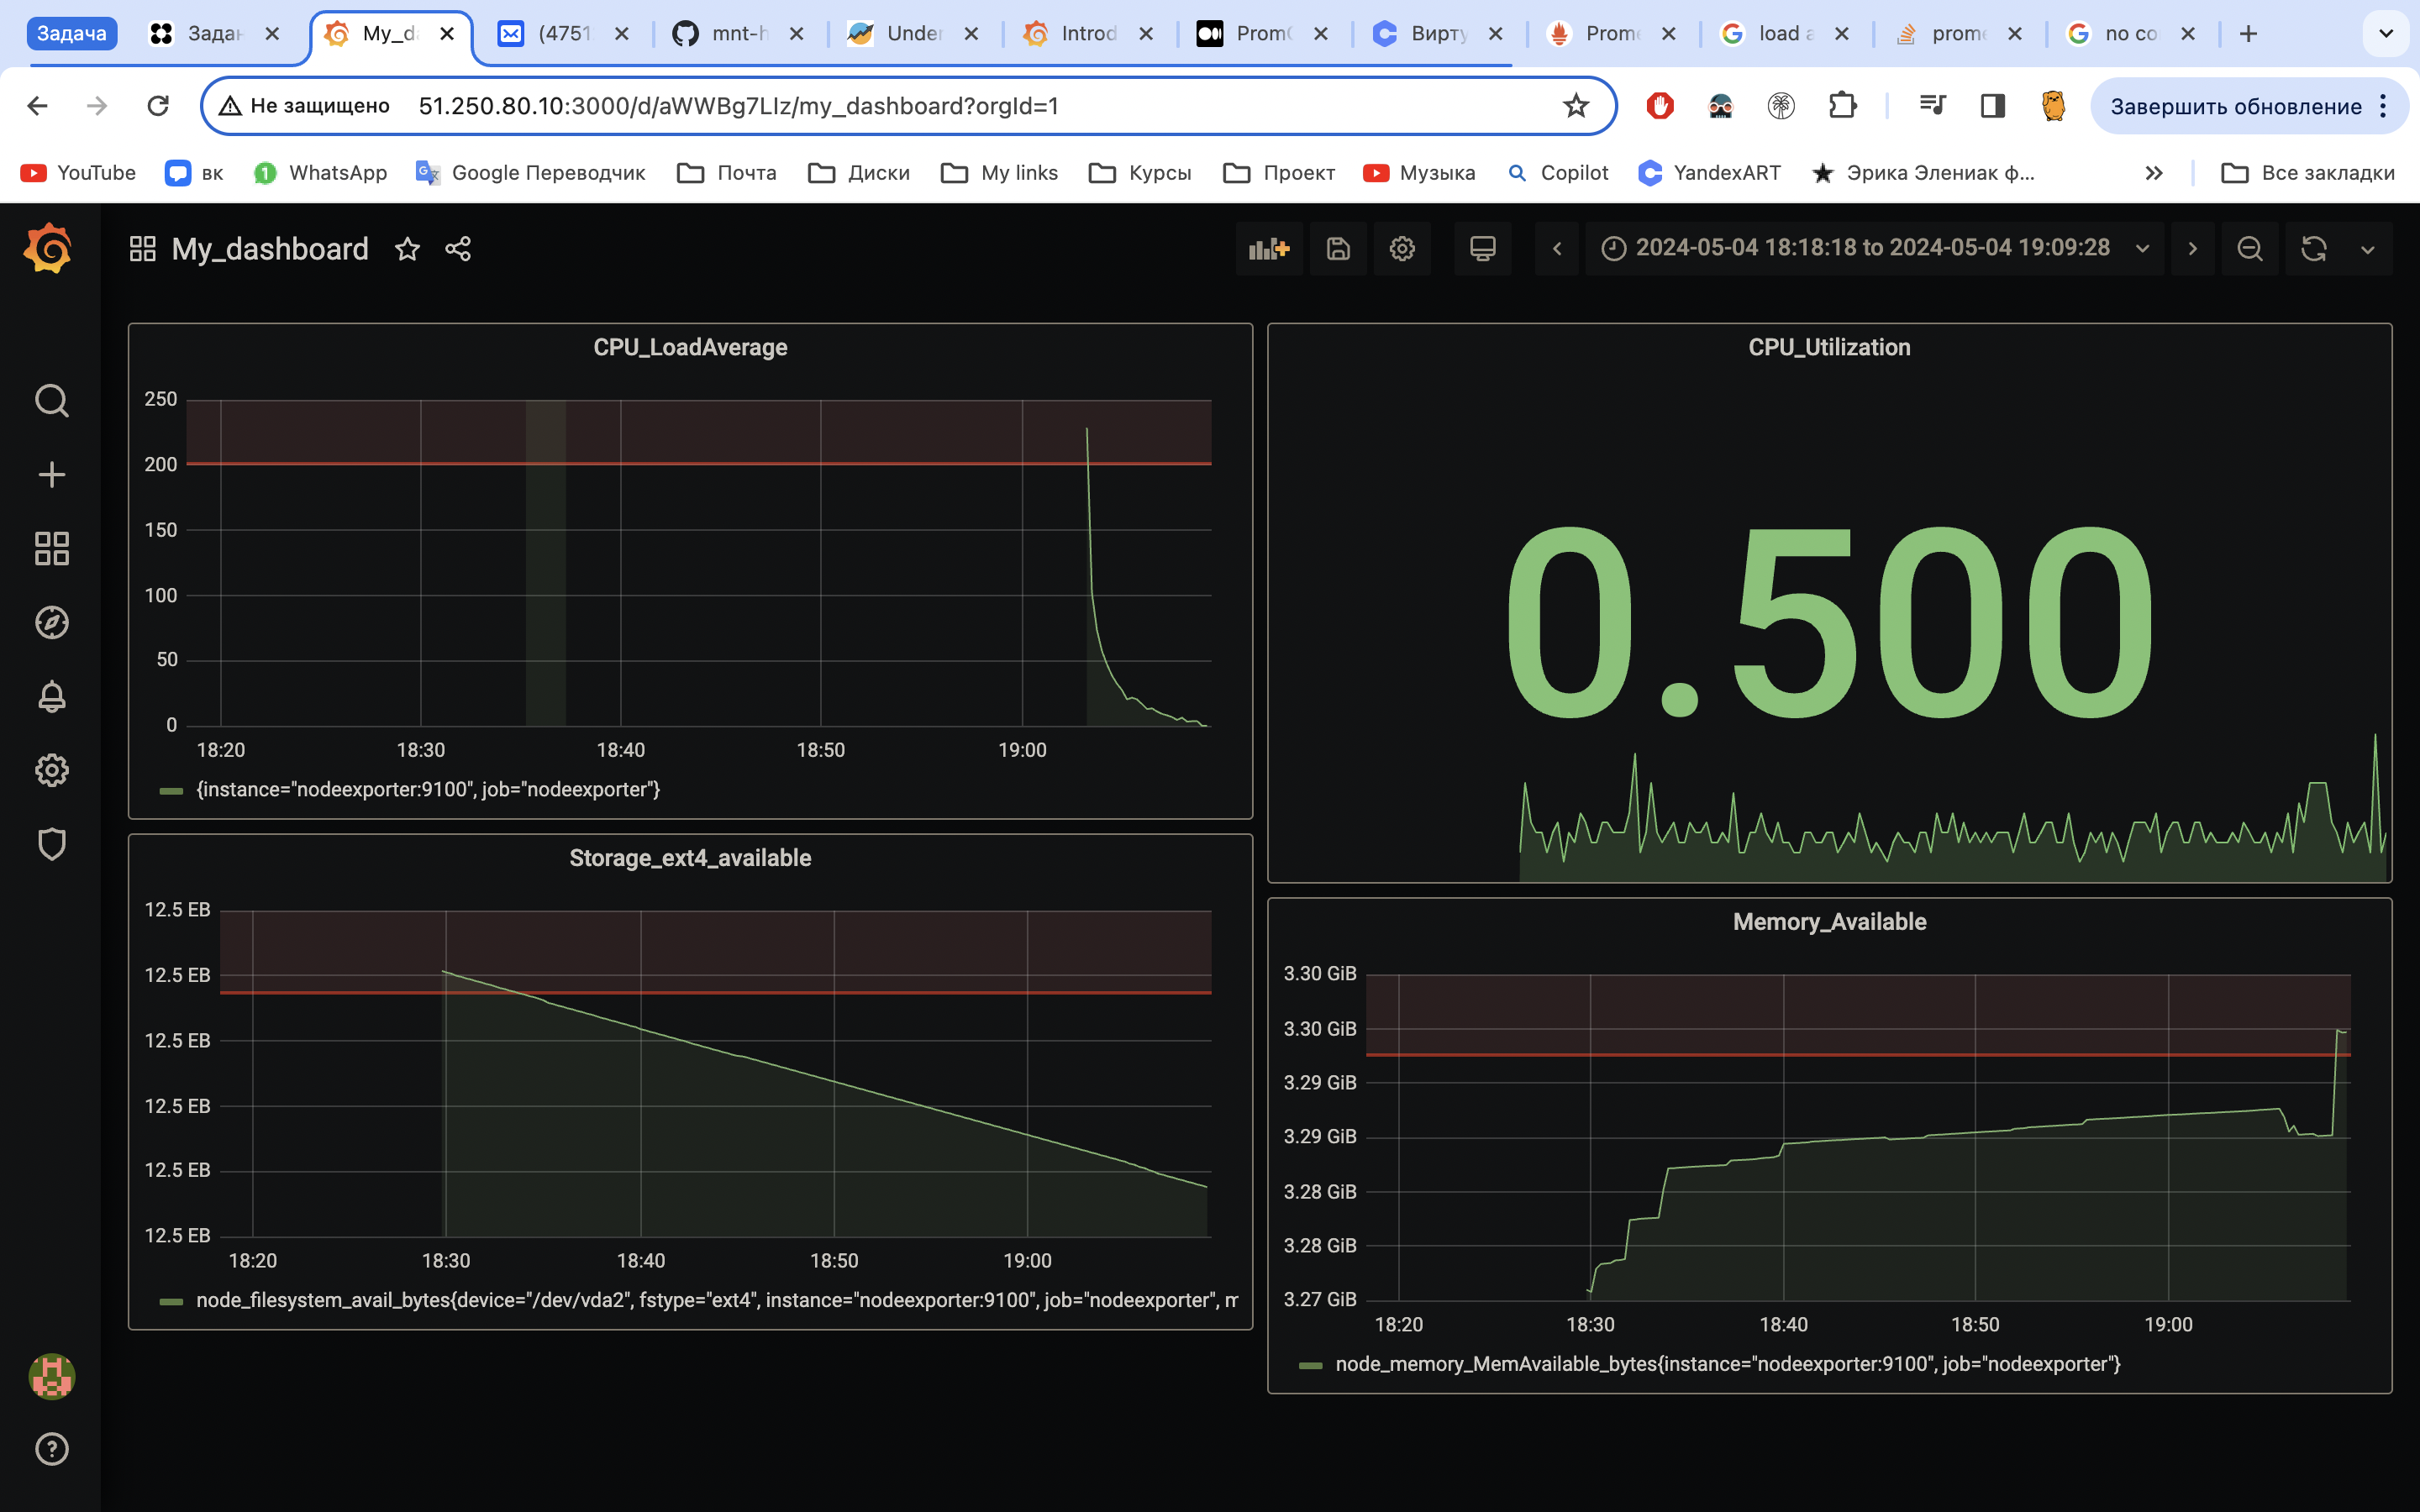 Задача
Задан
My_da
(4751
mnt-h
Under
Introd
PromQ
Вирту
Prome
load a
prome
no co
Не защищено
51.250.80.10:3000/d/aWWBg7LIz/my_dashboard?orgId=1
Завершить обновление
YouTube
вк
WhatsApp
Google Переводчик
Почта
Диски
My links
Курсы
Проект
Музыка
Copilot
YandexART
Эрика Элениак ф...
Все закладки
My_dashboard
2024-05-04 18:18:18 to 2024-05-04 19:09:28
CPU_LoadAverage
250
200
150
100
50
0
18:20 18:30 18:40 18:50 19:00
{instance="nodeexporter:9100", job="nodeexporter"}
CPU_Utilization
0.500
Storage_ext4_available
12.5 EB
12.5 EB
12.5 EB
12.5 EB
12.5 EB
12.5 EB
18:20 18:30 18:40 18:50 19:00
node_filesystem_avail_bytes{device="/dev/vda2", fstype="ext4", instance="nodeexporter:9100", job="nodeexporter", m
Memory_Available
3.30 GiB
3.30 GiB
3.29 GiB
3.29 GiB
3.28 GiB
3.28 GiB
3.27 GiB
18:20 18:30 18:40 18:50 19:00
node_memory_MemAvailable_bytes{instance="nodeexporter:9100", job="nodeexporter"}